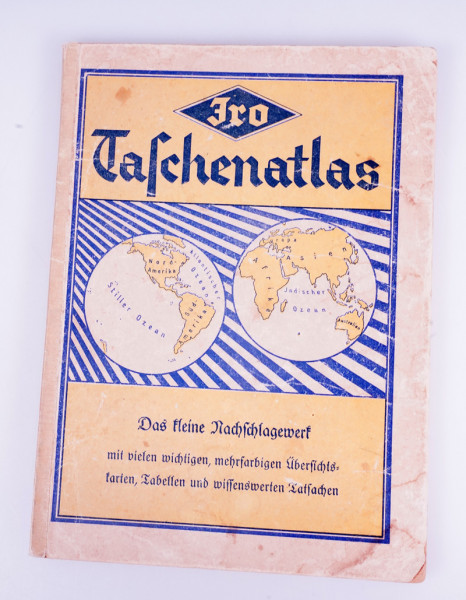 Iro
Taſchenatlas
Nord-
Amerika
Atlantischer
Ozean
Stiller Ozean
Süd
Amerika
Europa
Asien
Afrika
Indischer
Ozean
Australien
Das kleine Nachſchlagewerk
mit vielen wichtigen, mehrfarbigen Überſichts-
karten, Tabellen und wiſſenswerten Tatſachen